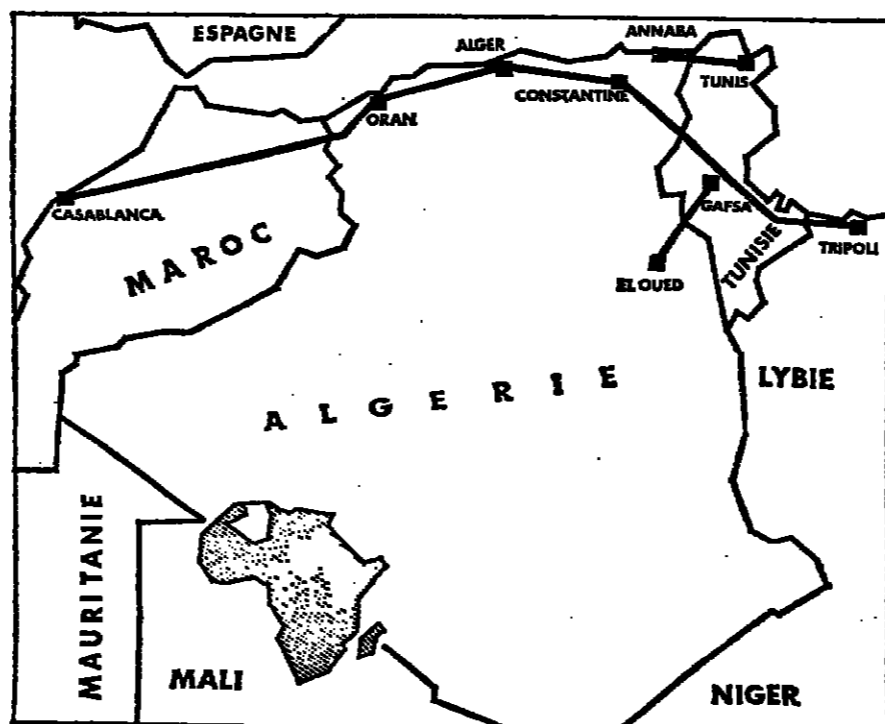 ESPAGNE
ANNABA
ALGER
TUNIS
CONSTANTINE
ORAN
CASABLANCA
GAFSA
MAROC
TUNISIE
TRIPOLI
EL OUED
ALGERIE
LYBIE
MAURITANIE
MALI
NIGER